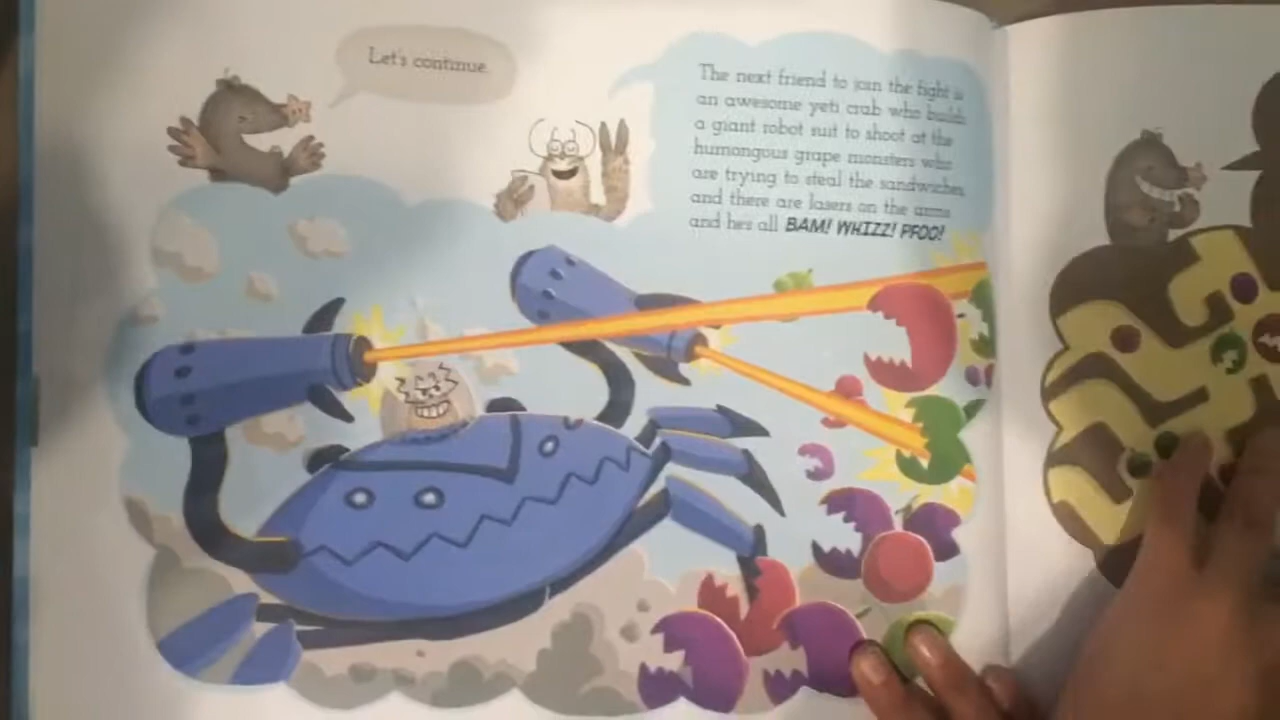 Let's continue.
The next friend to join the fight is
an awesome yeti crab who builds
a giant robot suit to shoot at the
humongous grape monsters who
are trying to steal the sandwiches
and there are lasers on the arms
and hes all BAM! WHIZZ! PFOO!